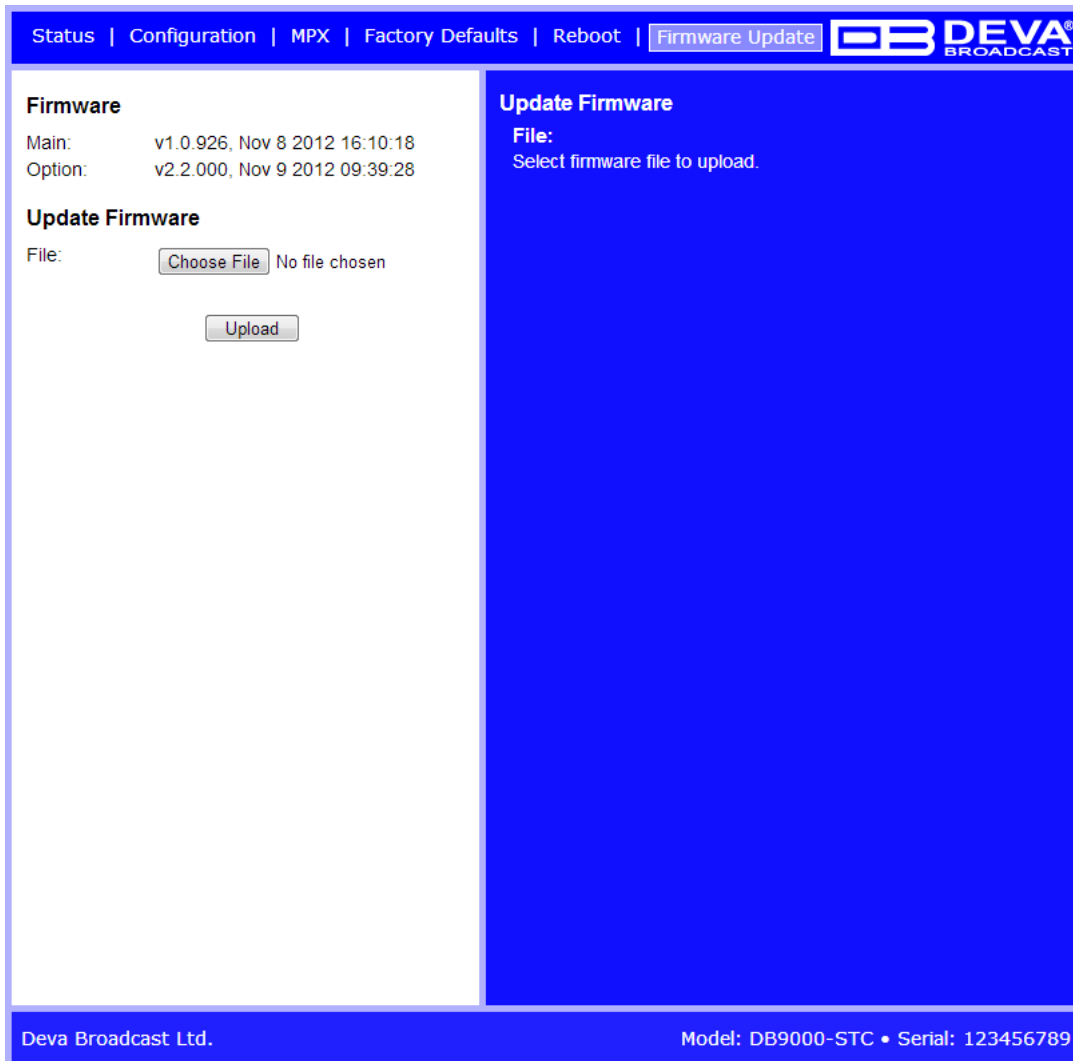 Status | Configuration | MPX | Factory Defaults | Reboot | Firmware Update
DEVA®
BROADCAST
Firmware
Main: v1.0.926, Nov 8 2012 16:10:18
Option: v2.2.000, Nov 9 2012 09:39:28
Update Firmware
File: Choose File No file chosen
Upload
Update Firmware
File:
Select firmware file to upload.
Deva Broadcast Ltd.
Model: DB9000-STC • Serial: 123456789